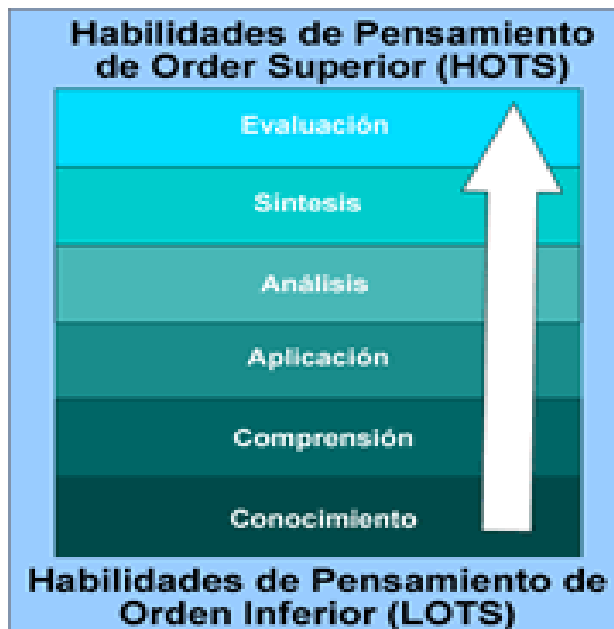 Habilidades de Pensamiento
de Order Superior (HOTS)
Evaluación
Sintesis
Análisis
Aplicación
Comprensión
Conocimiento
Habilidades de Pensamiento de
Orden Inferior (LOTS)